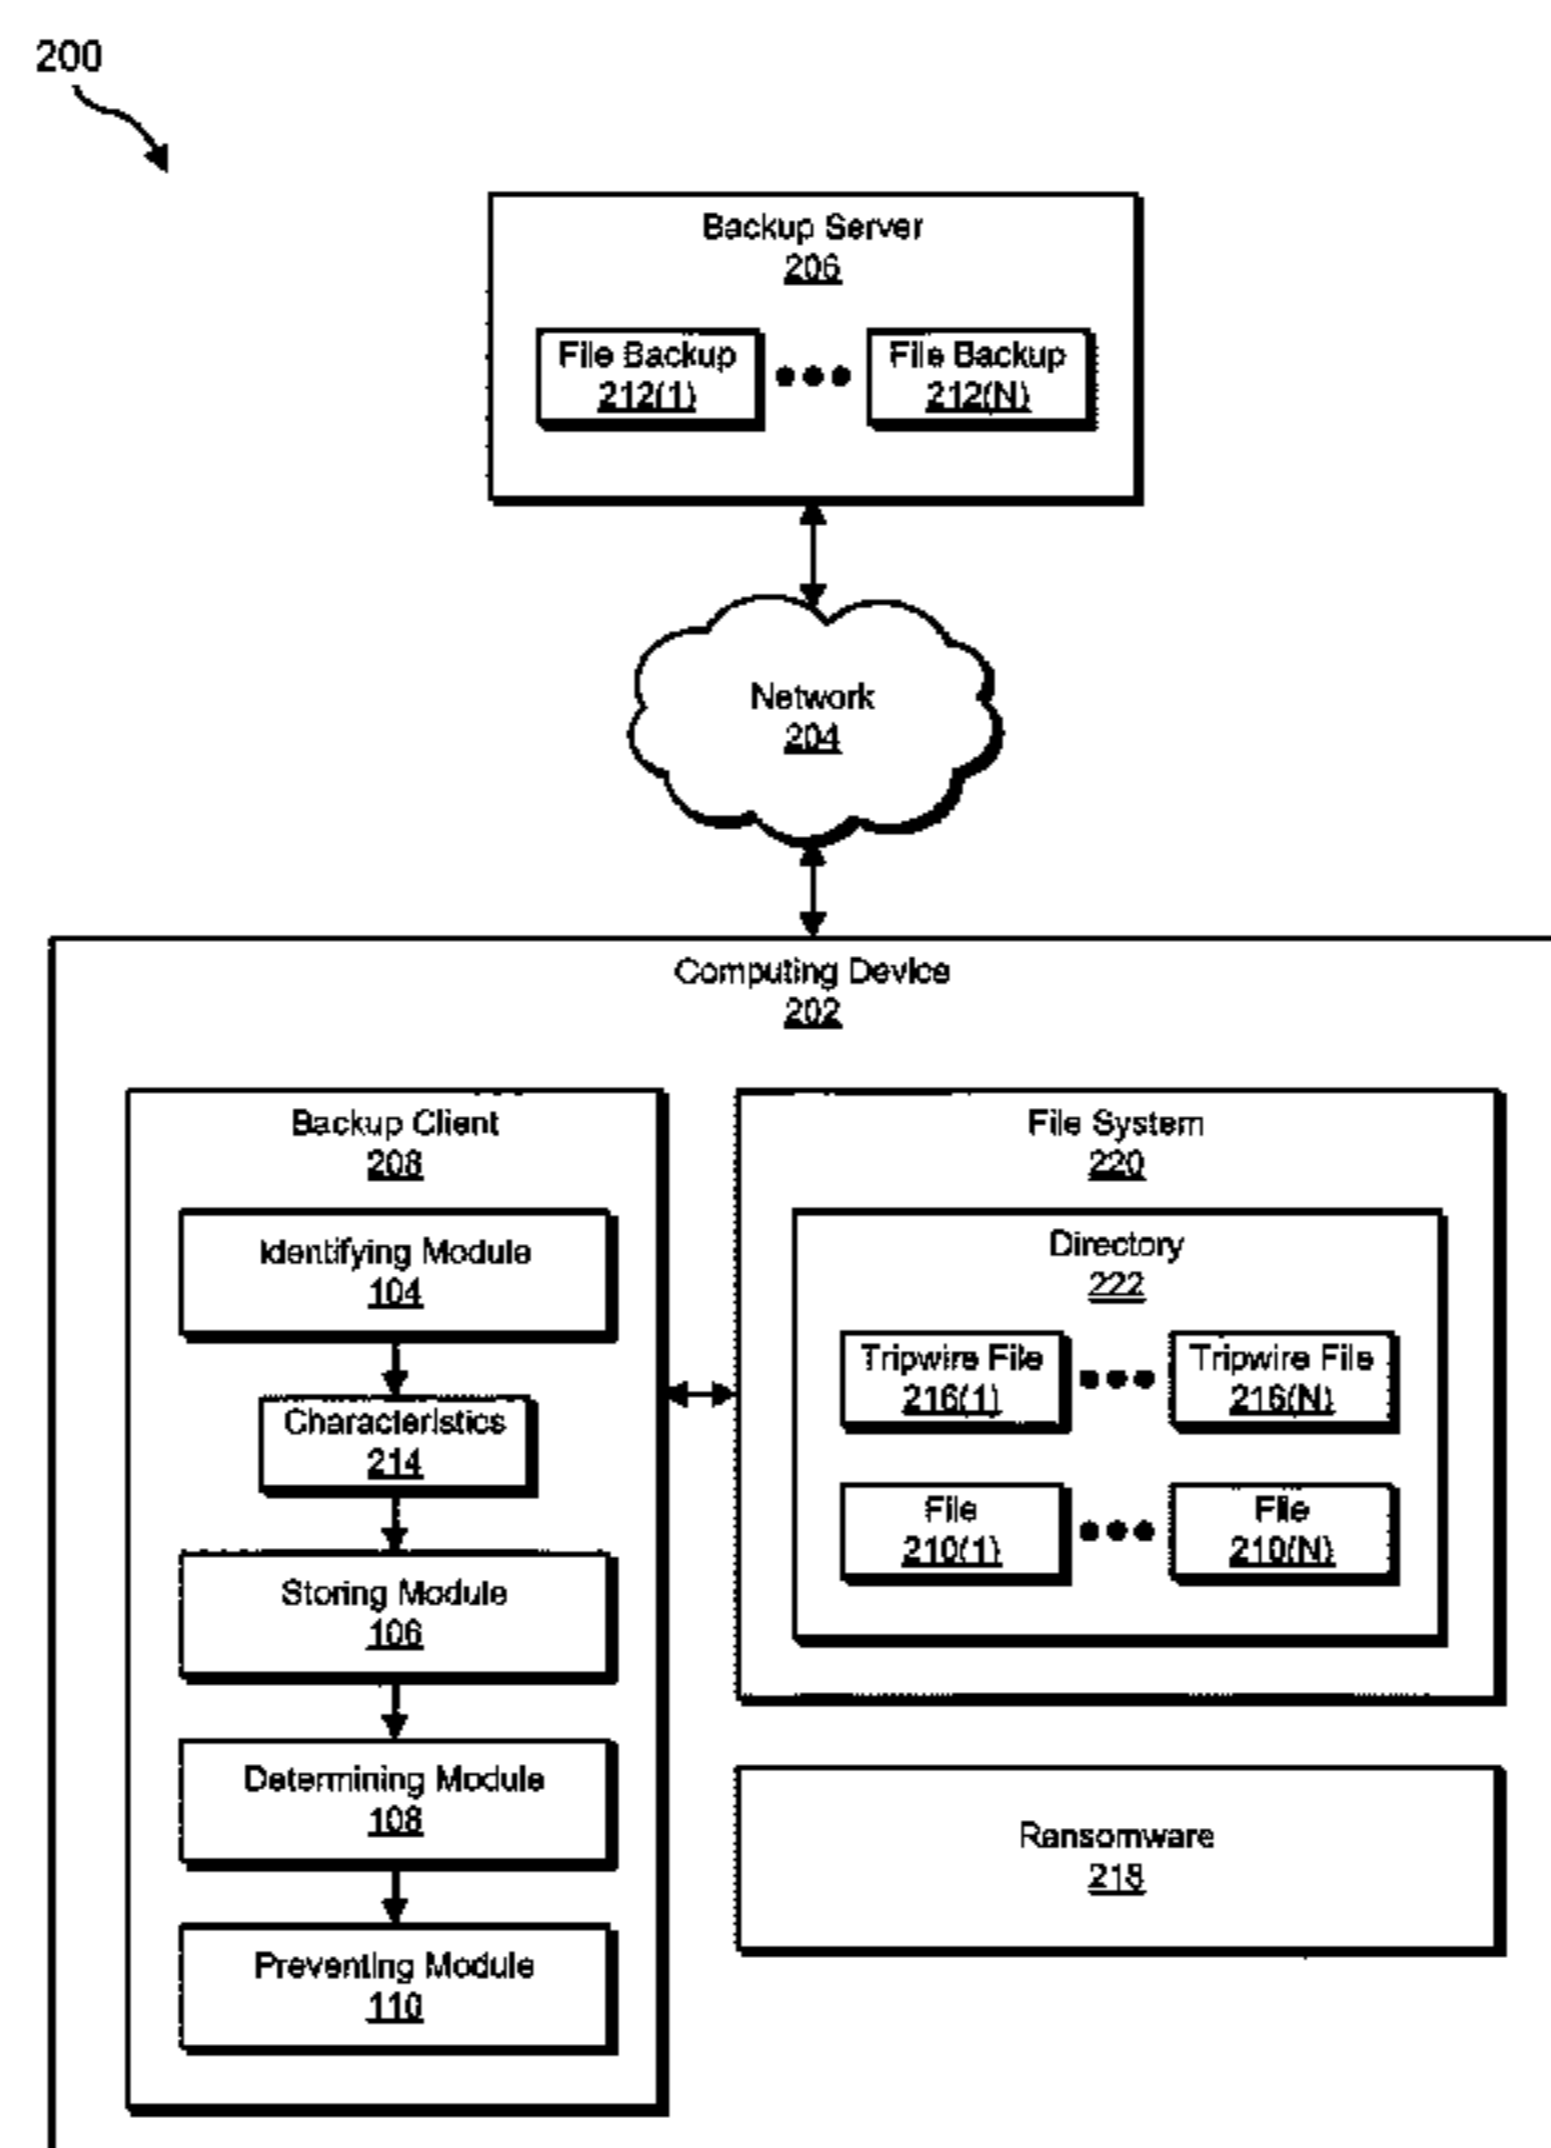 200
Backup Server
206
File Backup
212(1)
File Backup
212(N)
Network
204
Computing Device
202
Backup Client
208
Identifying Module
104
Characteristics
214
Storing Module
106
Determining Module
108
Preventing Module
110
File System
220
Directory
222
Tripwire File
216(1)
Tripwire File
216(N)
File
210(1)
File
210(N)
Ransomware
218